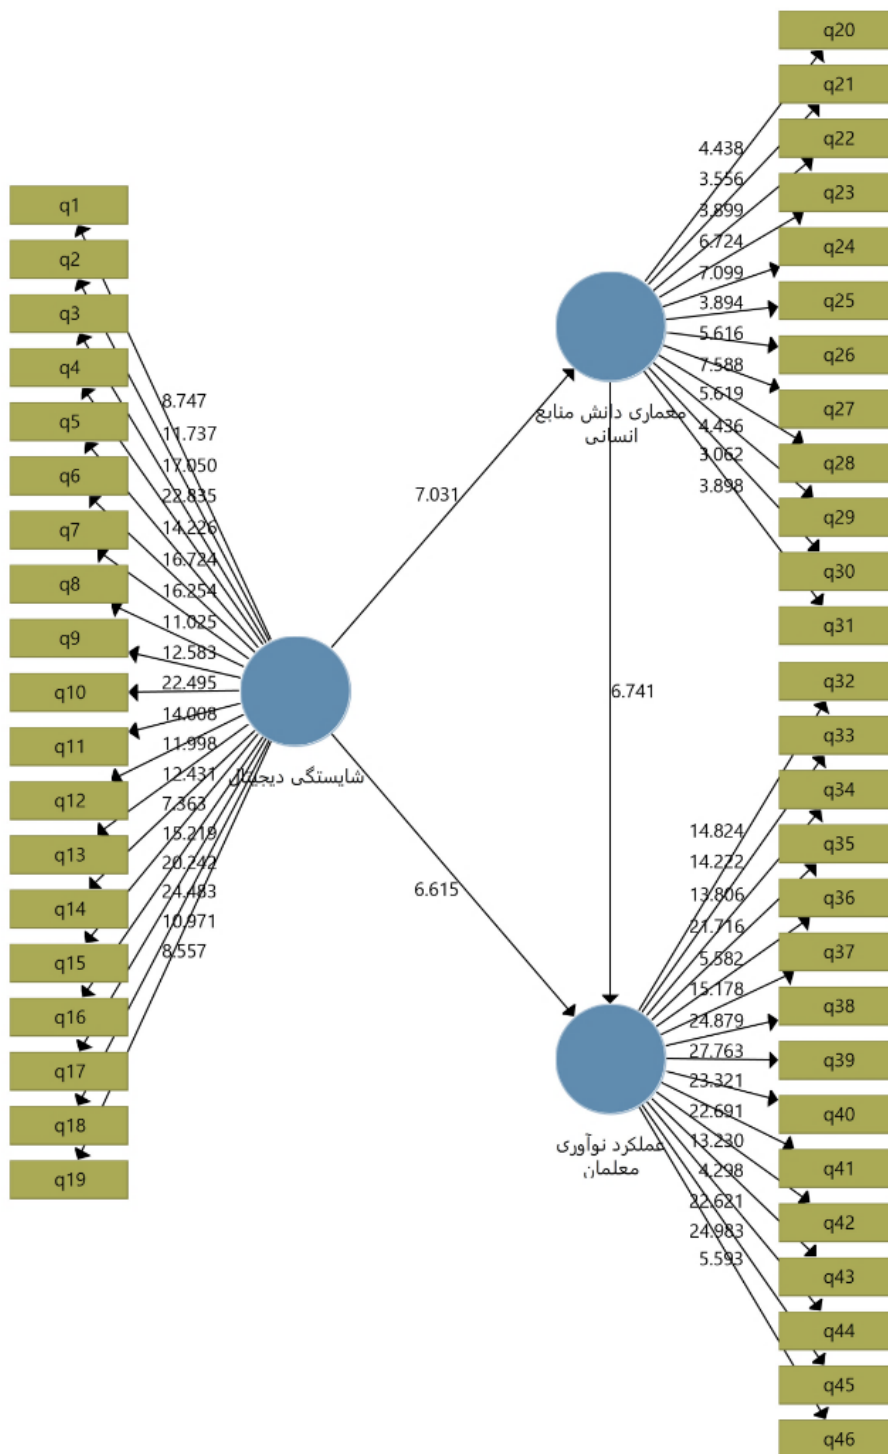 q1
q2
q3
q4
q5
q6
q7
q8
q9
q10
q11
q12
q13
q14
q15
q16
q17
q18
q19
8.747
11.737
17.050
22.835
14.226
16.724
16.254
11.025
12.583
22.495
14.008
11.998
12.431
7.363
15.219
20.242
24.483
10.971
8.557
شایستگی دیجیتال
7.031
6.615
6.741
معماری دانش منابع
انسانی
4.438
3.556
3.899
6.724
7.099
3.894
5.616
7.588
5.619
4.436
3.062
3.898
q20
q21
q22
q23
q24
q25
q26
q27
q28
q29
q30
q31
عملکرد نوآوری
معلمان
14.824
14.222
13.806
21.716
5.582
15.178
24.879
27.763
23.321
22.691
13.230
4.298
22.621
24.983
5.593
q32
q33
q34
q35
q36
q37
q38
q39
q40
q41
q42
q43
q44
q45
q46